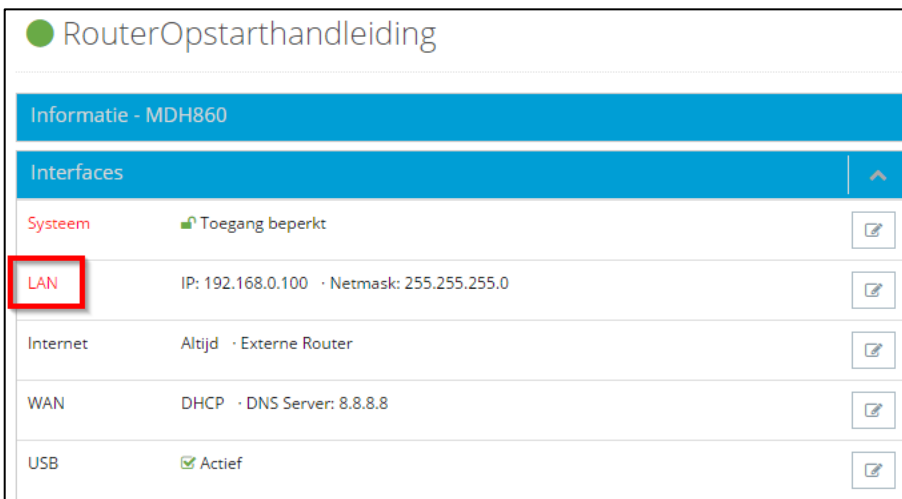 RouterOpstarthandleiding
Informatie - MDH860
Interfaces
Systeem Toegang beperkt
LAN IP: 192.168.0.100 · Netmask: 255.255.255.0
Internet Altijd · Externe Router
WAN DHCP · DNS Server: 8.8.8.8
USB Actief